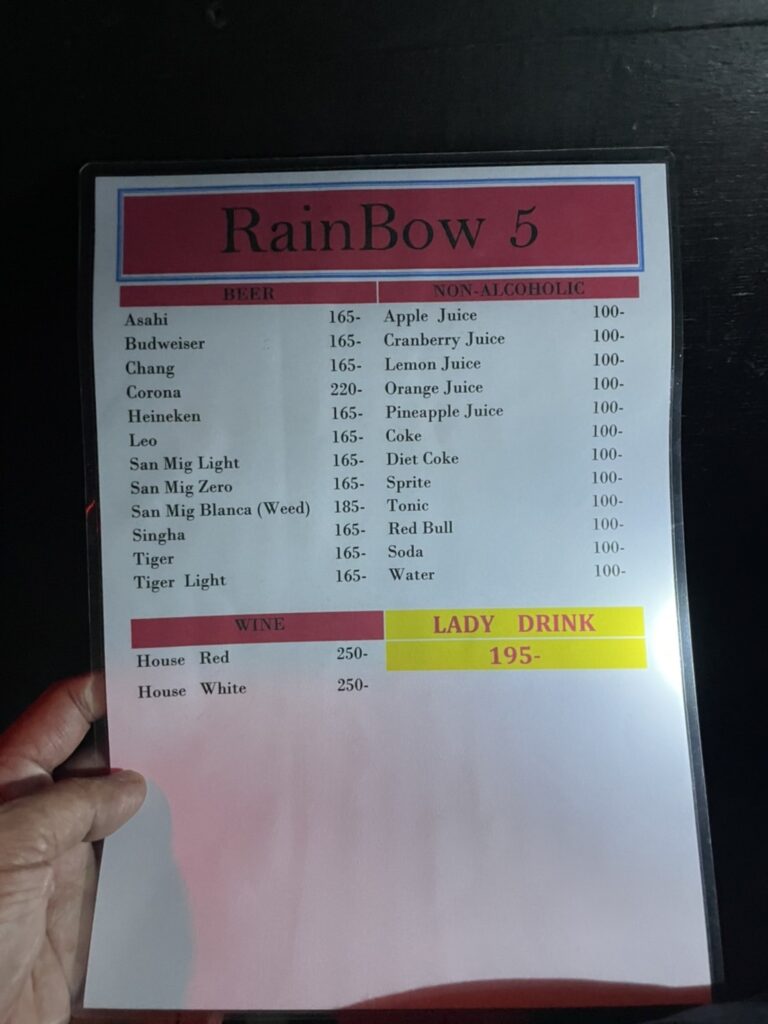 RainBow 5
BEER
Asahi 165-
Budweiser 165-
Chang 165-
Corona 220-
Heineken 165-
Leo 165-
San Mig Light 165-
San Mig Zero 165-
San Mig Blanca (Weed) 185-
Singha 165-
Tiger 165-
Tiger Light 165-
NON-ALCOHOLIC
Apple Juice 100-
Cranberry Juice 100-
Lemon Juice 100-
Orange Juice 100-
Pineapple Juice 100-
Coke 100-
Diet Coke 100-
Sprite 100-
Tonic 100-
Red Bull 100-
Soda 100-
Water 100-
WINE
House Red 250-
House White 250-
LADY DRINK
195-